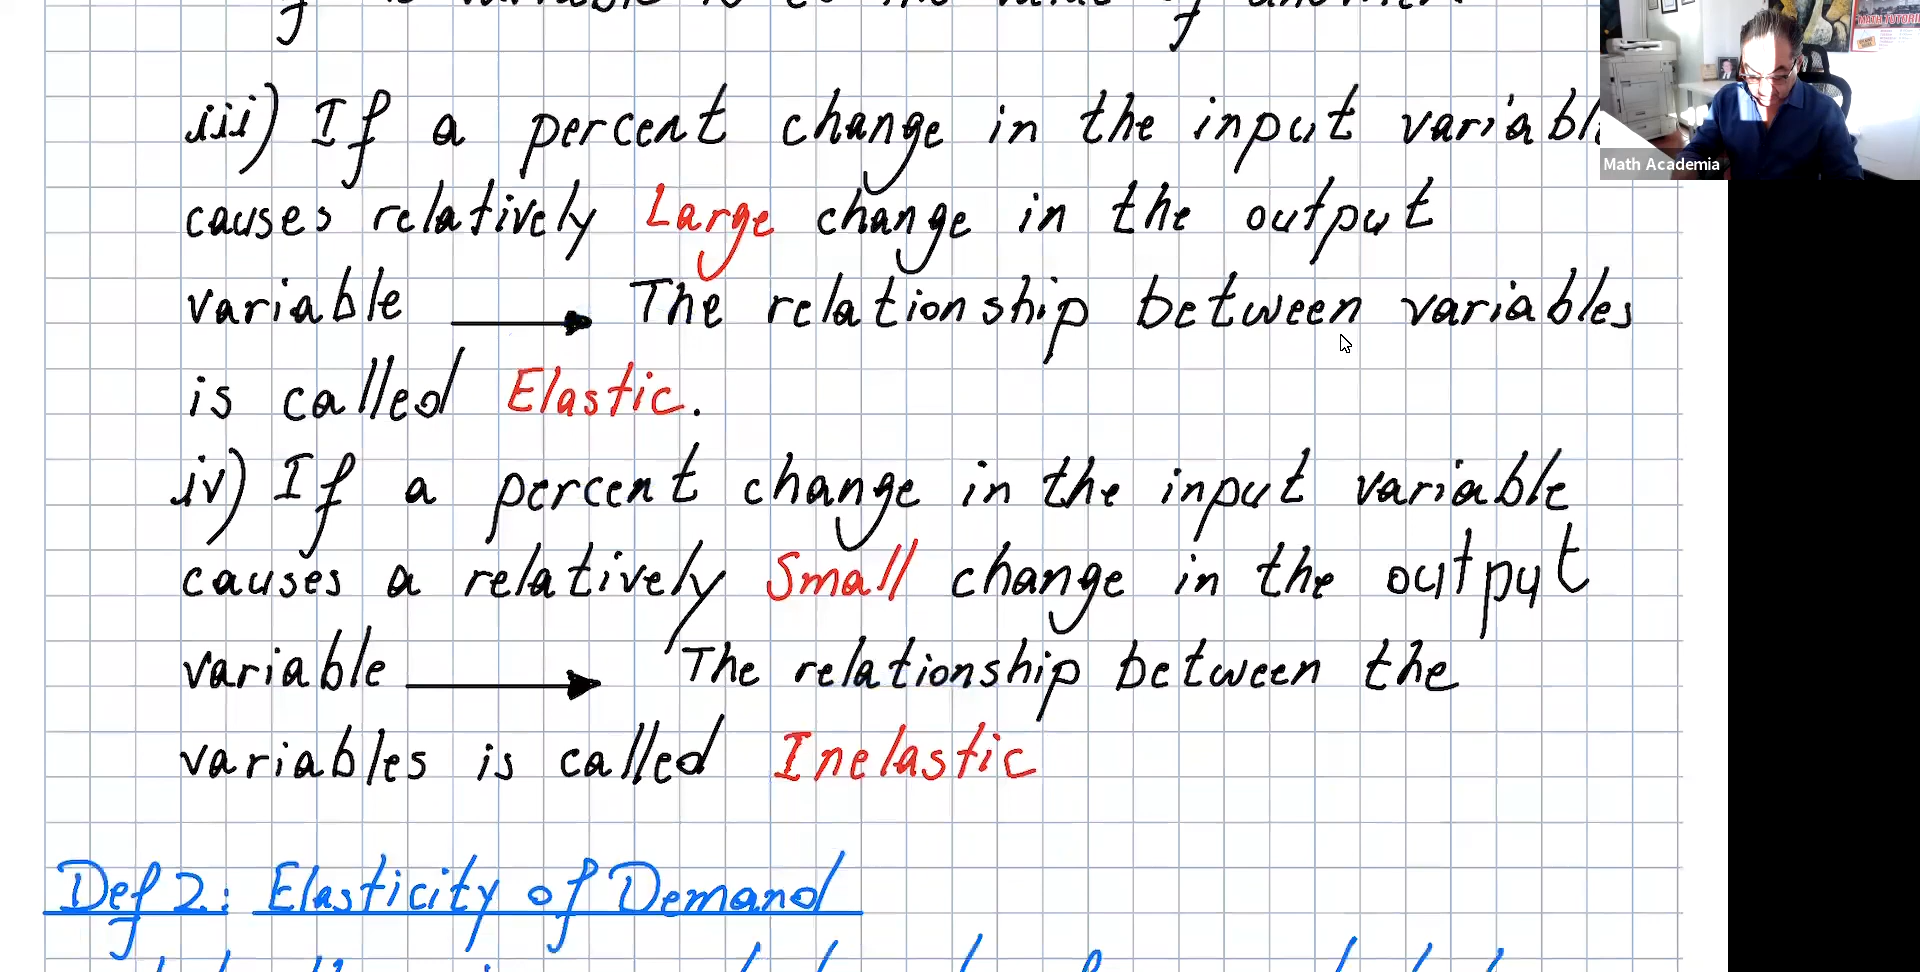 iii) If a percent change in the input variabl
causes relatively Large change in the output
variable → The relationship between variables
is called Elastic.
iv) If a percent change in the input variable
causes a relatively Small change in the output
variable → The relationship between the
variables is called Inelastic
Def 2: Elasticity of Demand
Math Academia